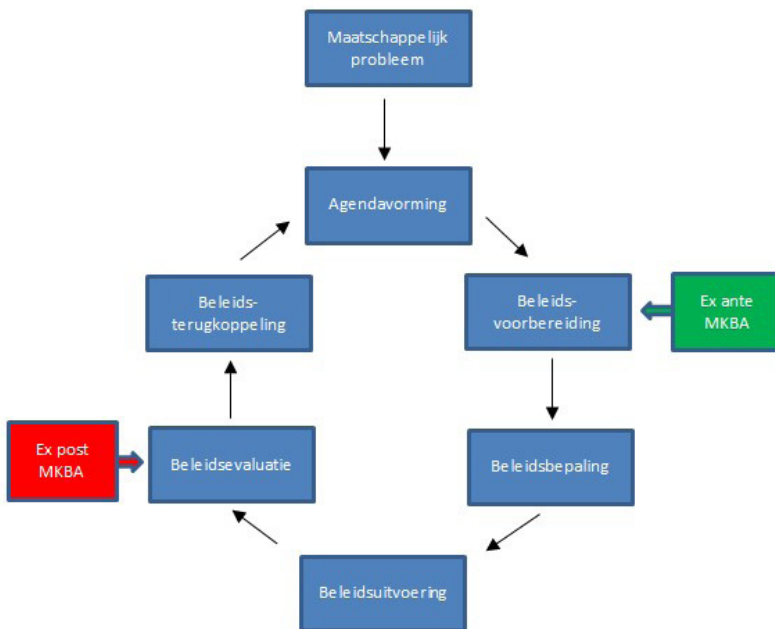 Maatschappelijk
probleem
Agendavorming
Beleids-
terugkoppeling
Beleids-
voorbereiding
Ex ante
MKBA
Ex post
MKBA
Beleidsevaluatie
Beleidsbepaling
Beleidsuitvoering